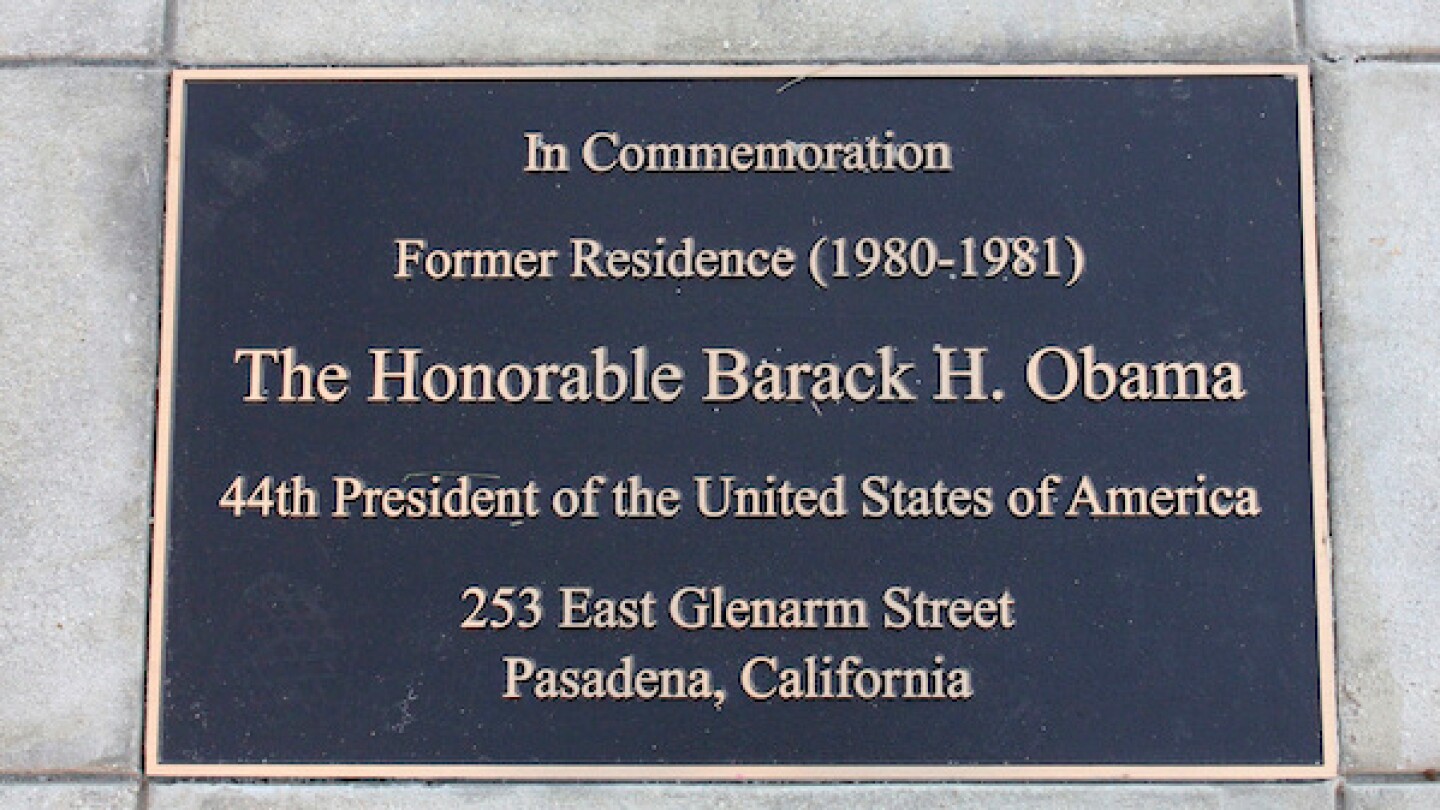 In Commemoration
Former Residence (1980-1981)
The Honorable Barack H. Obama
44th President of the United States of America
253 East Glenarm Street
Pasadena, California